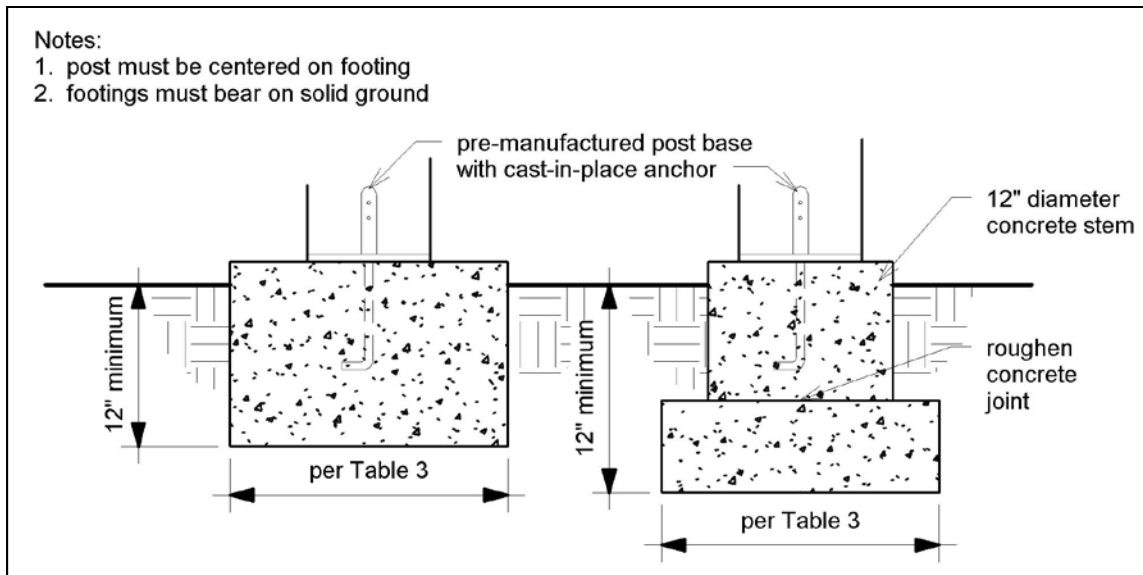 Notes:
1. post must be centered on footing
2. footings must bear on solid ground
pre-manufactured post base
with cast-in-place anchor
12" diameter
concrete stem
12" minimum
12" minimum
roughen
concrete
joint
per Table 3
per Table 3